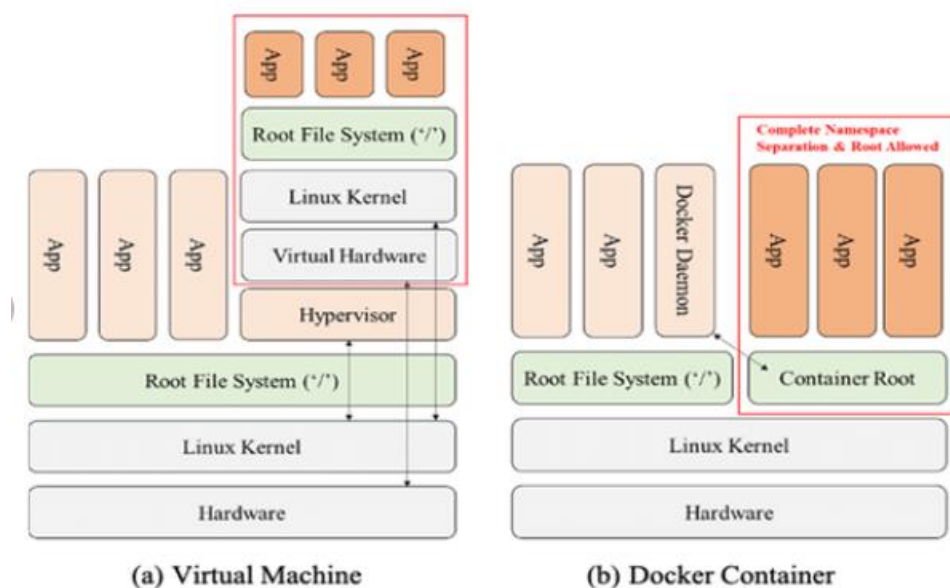 App
App
App
Root File System (‘/’)
Linux Kernel
Virtual Hardware
Hypervisor
App
App
App
Root File System (‘/’)
Linux Kernel
Hardware
(a) Virtual Machine
Complete Namespace
Separation & Root Allowed
App
App
Docker Daemon
App
App
App
Root File System (‘/’)
Container Root
Linux Kernel
Hardware
(b) Docker Container